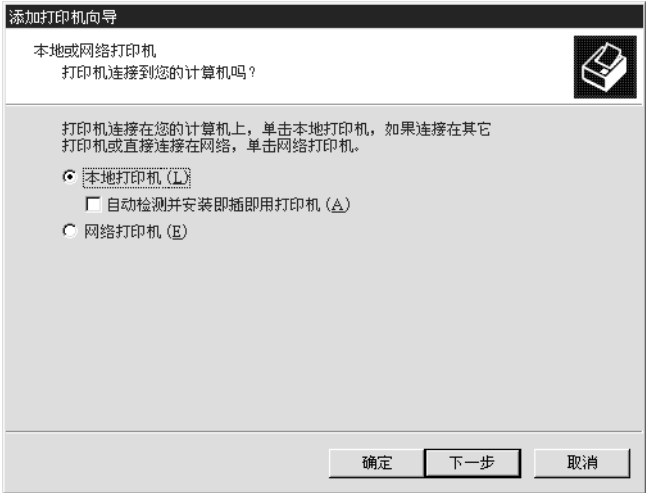 添加打印机向导
本地或网络打印机
打印机连接到您的计算机吗?
打印机连接在您的计算机上，单击本地打印机，如果连接在其它
打印机或直接连接在网络，单击网络打印机。
本地打印机(L)
自动检测并安装即插即用打印机(A)
网络打印机(E)
确定
下一步
取消